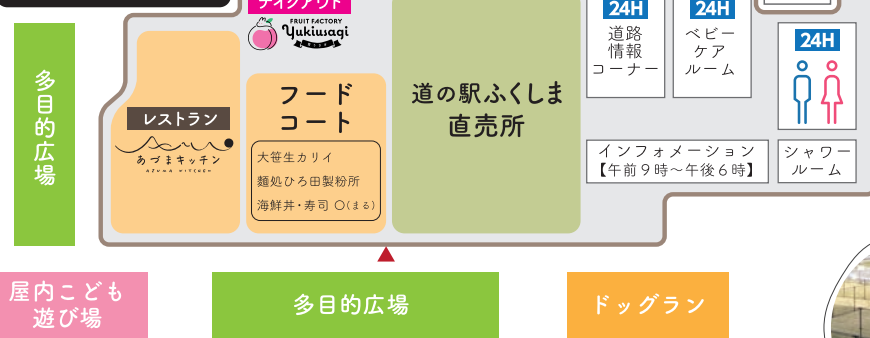 テイクアウト
FRUIT FACTORY
Yukiusagi
24H
道路
情報
コーナー
24H
ベビー
ケア
ルーム
24H
多目的広場
レストラン
あづまキッチン
AZUMA KITCHEN
フード
コート
大笹生カリイ
麺処ひろ田製粉所
海鮮丼・寿司 〇(まる)
道の駅ふくしま
直売所
インフォメーション
【午前9時～午後6時】
シャワー
ルーム
屋内こども
遊び場
多目的広場
ドッグラン